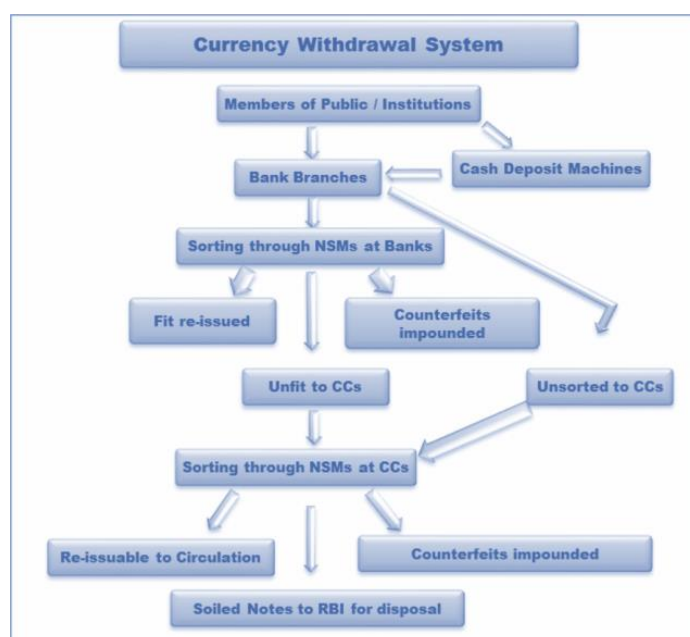 Currency Withdrawal System
Members of Public / Institutions
Bank Branches
Cash Deposit Machines
Sorting through NSMs at Banks
Fit re-issued
Counterfeits
impounded
Unfit to CCs
Unsorted to CCs
Sorting through NSMs at CCs
Re-issuable to Circulation
Counterfeits impounded
Soiled Notes to RBI for disposal